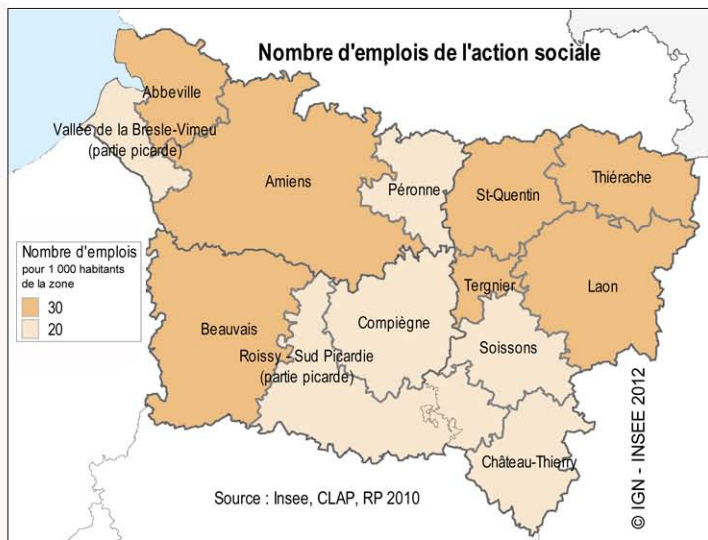 Nombre d'emplois de l'action sociale
Abbeville
Vallée de la Bresle-Vimeu
(partie picarde)
Amiens
Péronne
St-Quentin
Thiérache
Nombre d'emplois
pour 1 000 habitants
de la zone
30
20
Tergnier
Laon
Beauvais
Compiègne
Soissons
Roissy - Sud Picardie
(partie picarde)
Château-Thierry
Source : Insee, CLAP, RP 2010
© IGN - INSEE 2012